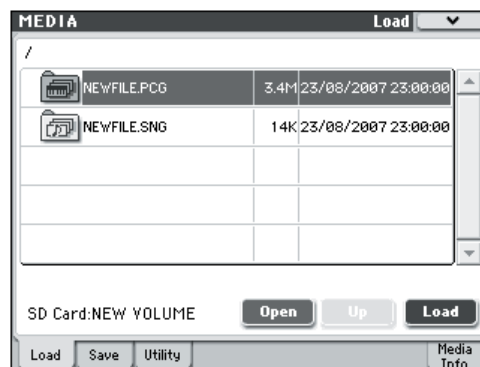 MEDIA Load
/
NEWFILE.PCG 3.4M 23/08/2007 23:00:00
NEWFILE.SNG 14K 23/08/2007 23:00:00
SD Card:NEW VOLUME Open Up Load
Load Save Utility Media Info